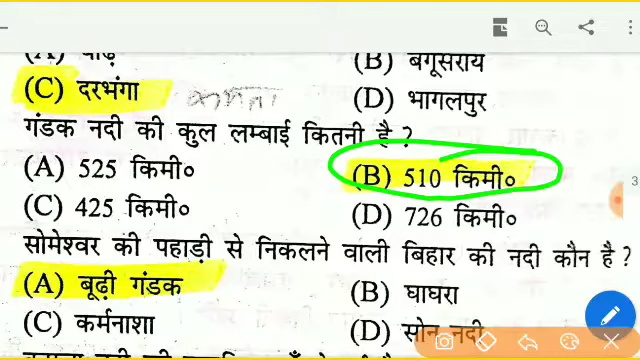 (B) बेगूसराय
(C) दरभंगा
(D) भागलपुर
गंडक नदी की कुल लम्बाई कितनी है ?
(A) 525 किमी०
(B) 510 किमी०
(C) 425 किमी०
(D) 726 किमी०
सोमेश्वर की पहाड़ी से निकलने वाली बिहार की नदी कौन है ?
(A) बूढ़ी गंडक
(B) घाघरा
(C) कर्मनाशा
(D) सोन नदी
3